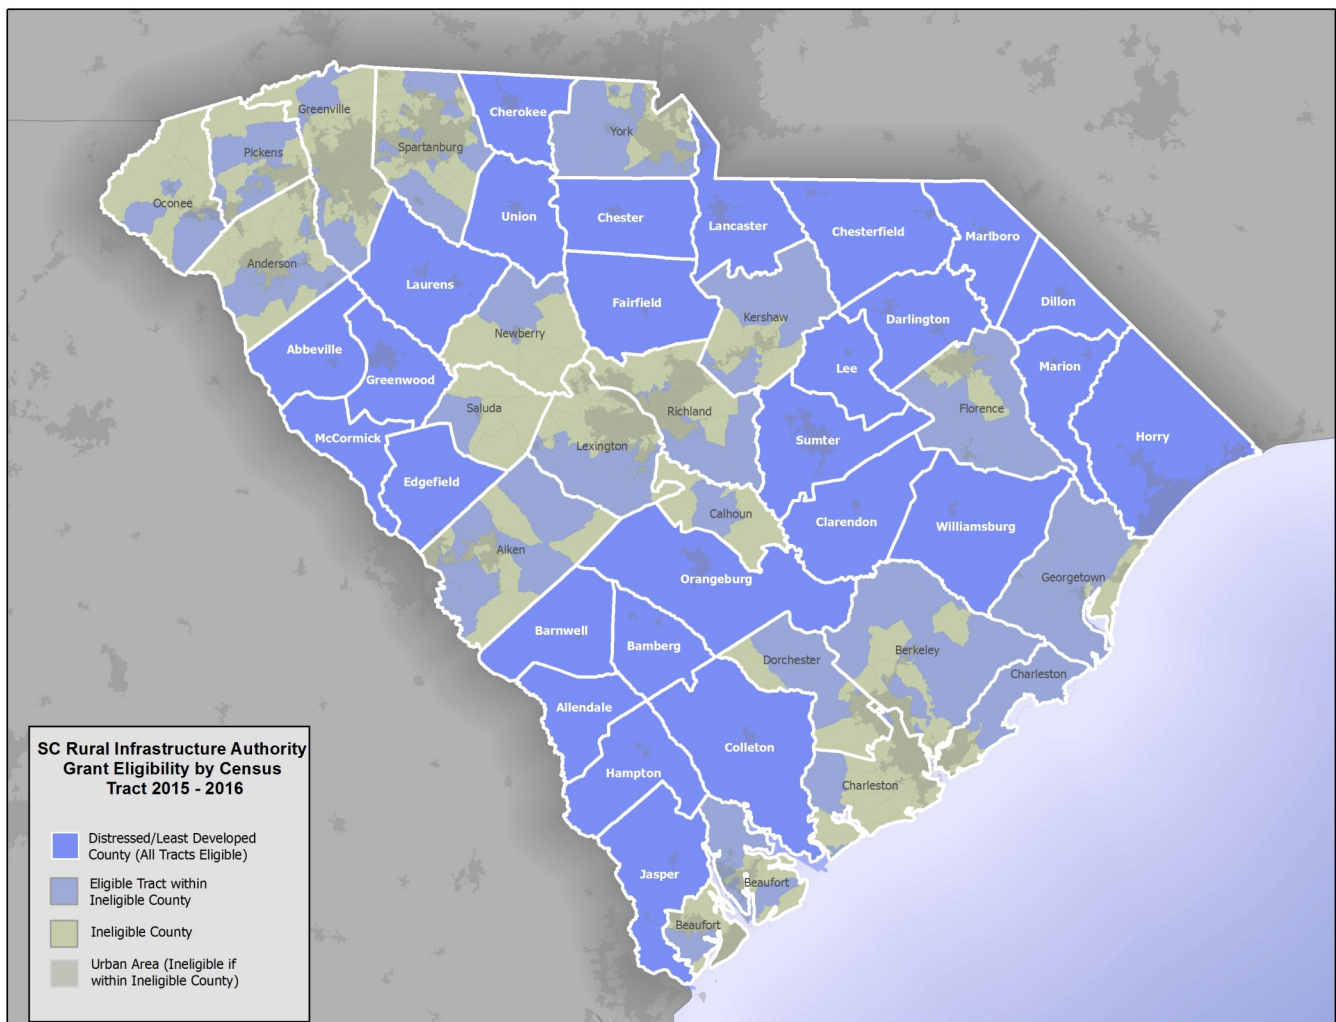 Greenville
Cherokee
York
Spartanburg
Pickens
Oconee
Union
Chester
Lancaster
Chesterfield
Marlboro
Anderson
Laurens
Fairfield
Dillon
Kershaw
Darlington
Newberry
Abbeville
Greenwood
Lee
Marion
Saluda
Richland
Florence
McCormick
Lexington
Sumter
Horry
Edgefield
Calhoun
Clarendon
Williamsburg
Aiken
Orangeburg
Georgetown
Barnwell
Bamberg
Dorchester
Berkeley
Charleston
Allendale
Colleton
Hampton
Charleston
Jasper
Beaufort
Beaufort
SC Rural Infrastructure Authority
Grant Eligibility by Census
Tract 2015 - 2016
Distressed/Least Developed
County (All Tracts Eligible)
Eligible Tract within
Ineligible County
Ineligible County
Urban Area (Ineligible if
within Ineligible County)